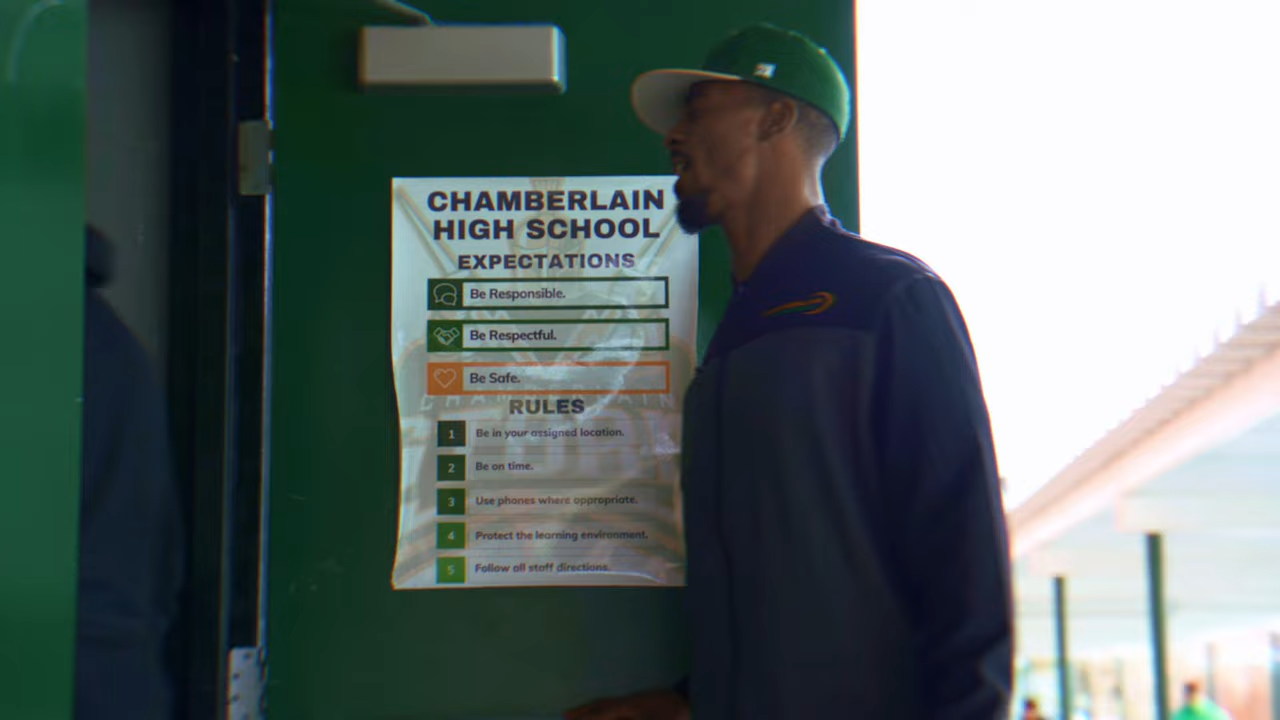 CHAMBERLAIN
HIGH SCHOOL
EXPECTATIONS
Be Responsible.
Be Respectful.
Be Safe.
CHAMBERLAIN
RULES
1 Be in your assigned location.
2 Be on time.
3 Use phones where appropriate.
4 Protect the learning environment.
5 Follow all staff directions.